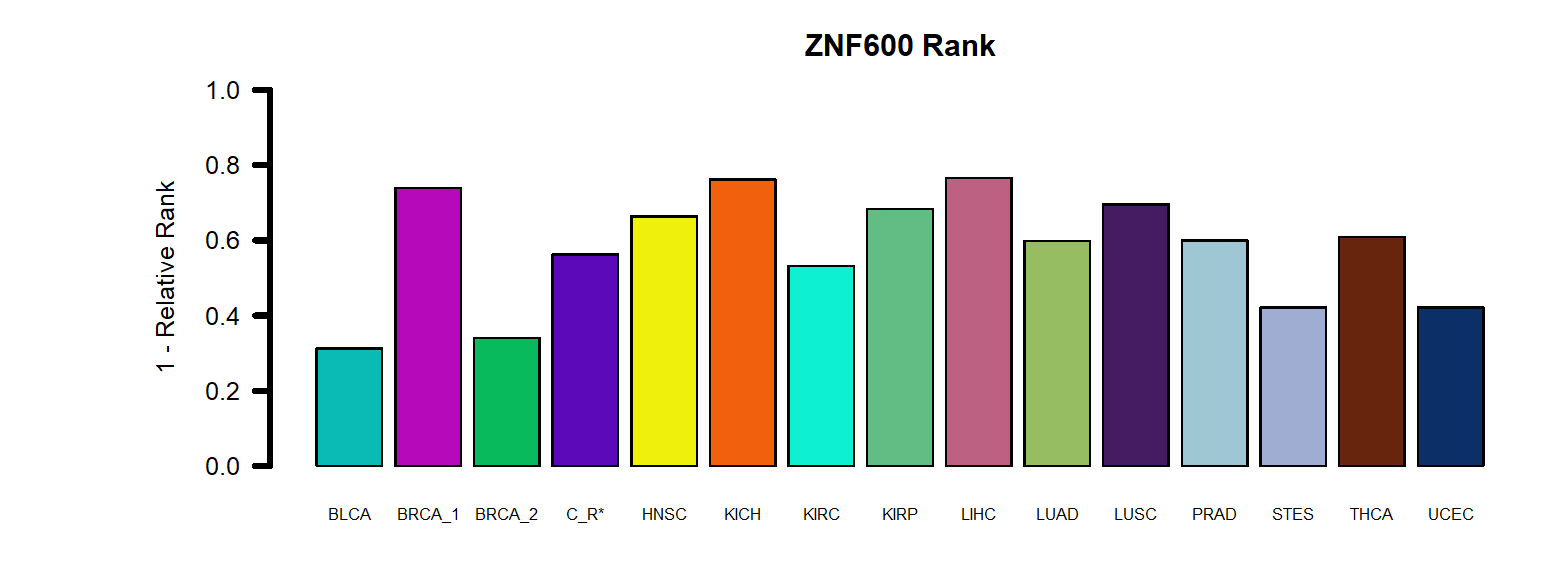 ZNF600 Rank
1 - Relative Rank
1.0
0.8
0.6
0.4
0.2
0.0
BLCA BRCA_1 BRCA_2 C_R* HNSC KICH KIRC KIRP LIHC LUAD LUSC PRAD STES THCA UCEC